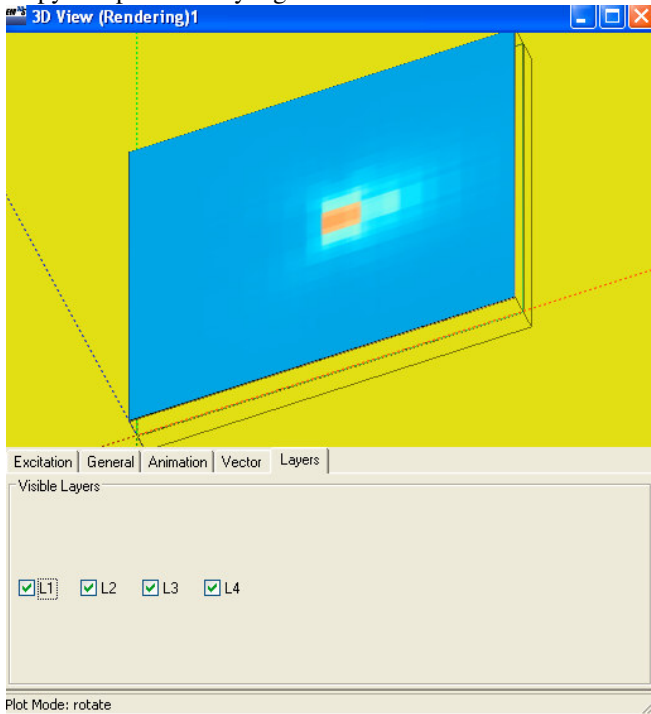 3D View (Rendering)1
Excitation General Animation Vector Layers
Visible Layers
L1 L2 L3 L4
Plot Mode: rotate